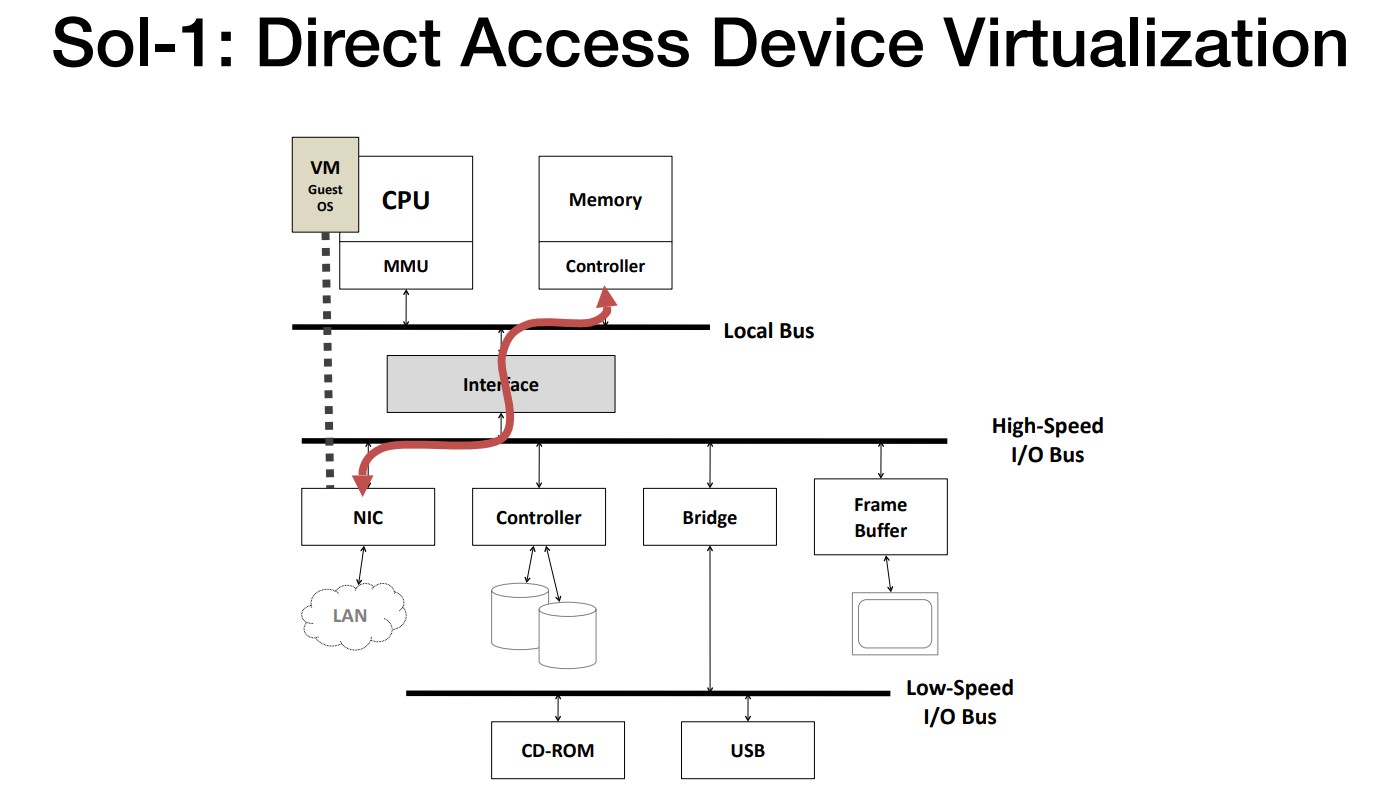 Sol-1: Direct Access Device Virtualization
VM
Guest
OS
CPU
MMU
Memory
Controller
Local Bus
Interface
High-Speed
I/O Bus
NIC
Controller
Bridge
Frame
Buffer
LAN
Low-Speed
I/O Bus
CD-ROM
USB